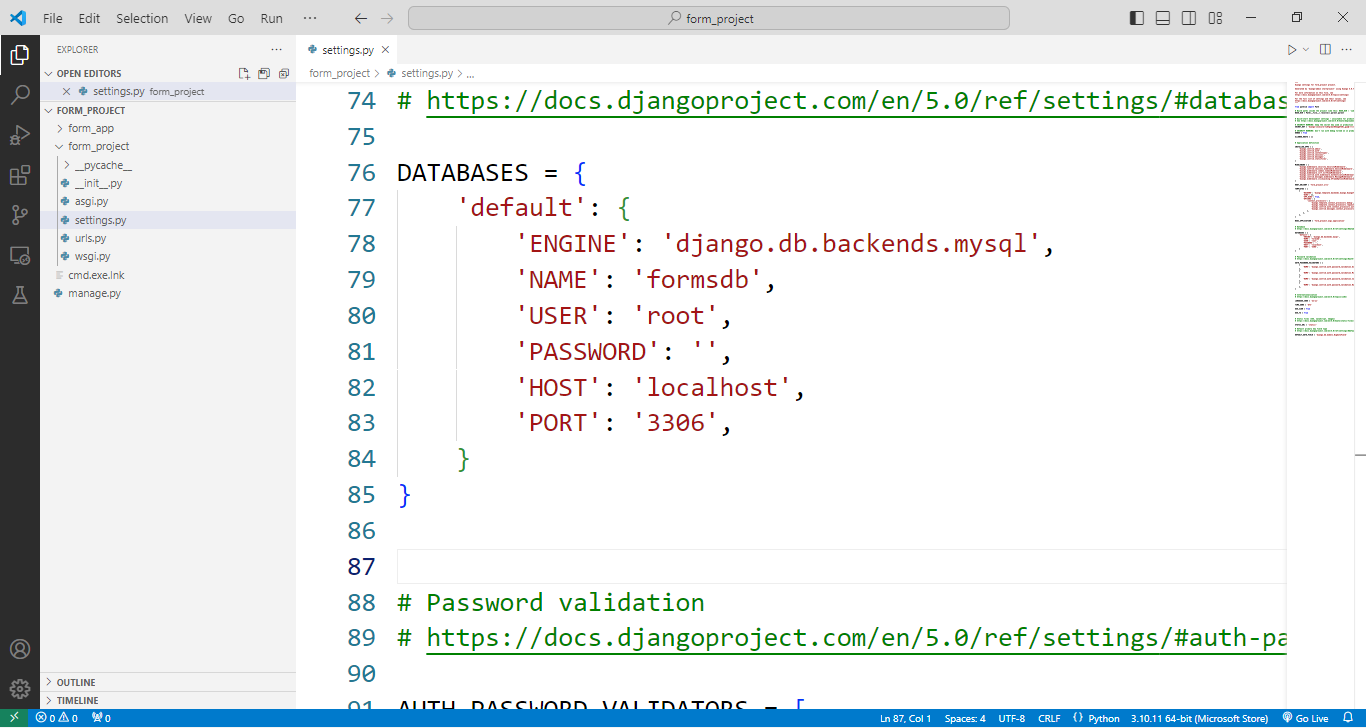 File Edit Selection View Go Run ··· form_project
EXPLORER ···
OPEN EDITORS
settings.py form_project
FORM_PROJECT
form_app
form_project
__pycache__
__init__.py
asgi.py
settings.py
urls.py
wsgi.py
cmd.exe.lnk
manage.py
OUTLINE
TIMELINE
settings.py
form_project > settings.py > ...
74 # https://docs.djangoproject.com/en/5.0/ref/settings/#databas
75
76 DATABASES = {
77 'default': {
78 'ENGINE': 'django.db.backends.mysql',
79 'NAME': 'formsdb',
80 'USER': 'root',
81 'PASSWORD': '',
82 'HOST': 'localhost',
83 'PORT': '3306',
84 }
85 }
86
87
88 # Password validation
89 # https://docs.djangoproject.com/en/5.0/ref/settings/#auth-pa
90
91 AUTH_PASSWORD_VALIDATORS = [
0 0 0 Ln 87, Col 1 Spaces: 4 UTF-8 CRLF Python 3.10.11 64-bit (Microsoft Store) Go Live